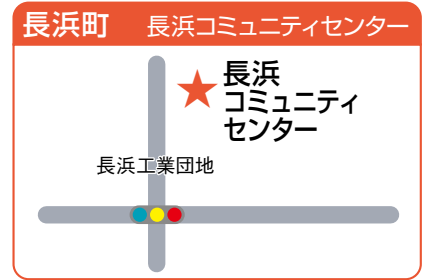 長浜町 長浜コミュニティセンター
長浜
コミュニティ
センター
長浜工業団地